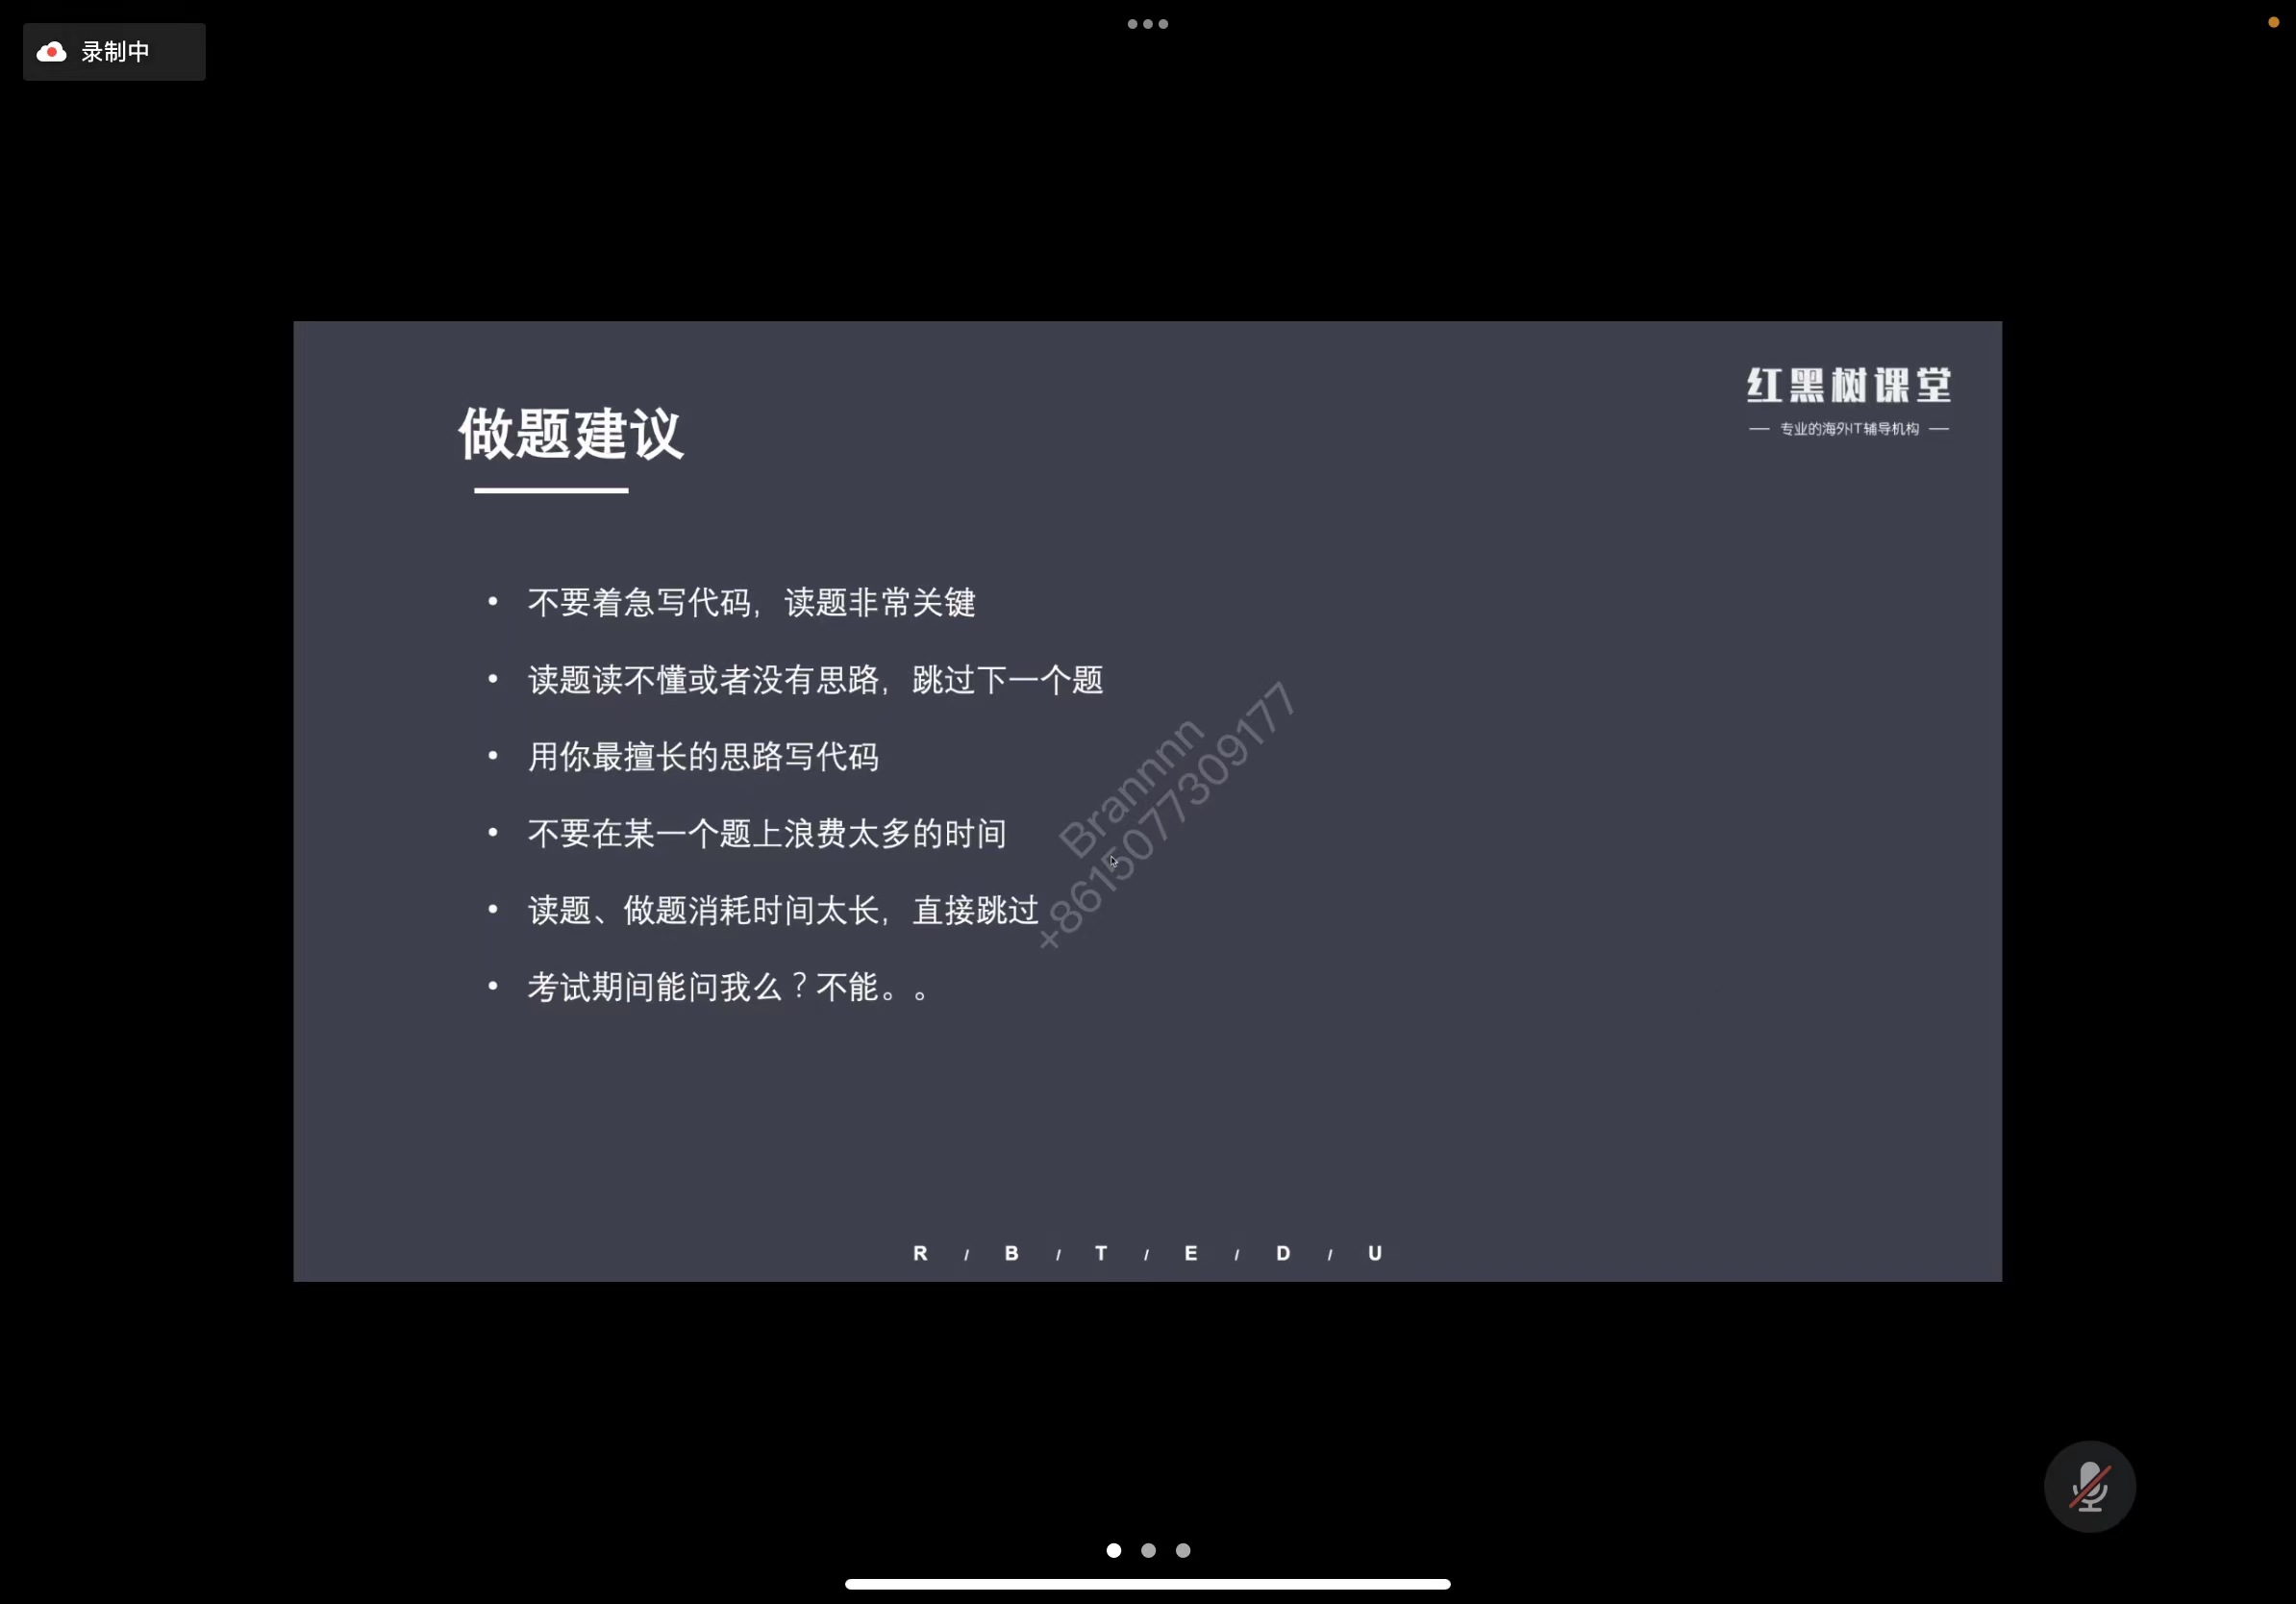 录制中
红黑树课堂
专业的海外IT辅导机构
做题建议
• 不要着急写代码，读题非常关键
• 读题读不懂或者没有思路，跳过下一个题
• 用你最擅长的思路写代码
• 不要在某一个题上浪费太多的时间
• 读题、做题消耗时间太长，直接跳过
• 考试期间能问我么？不能。。
Brannnn
+8615077309177
R / B / T / E / D / U